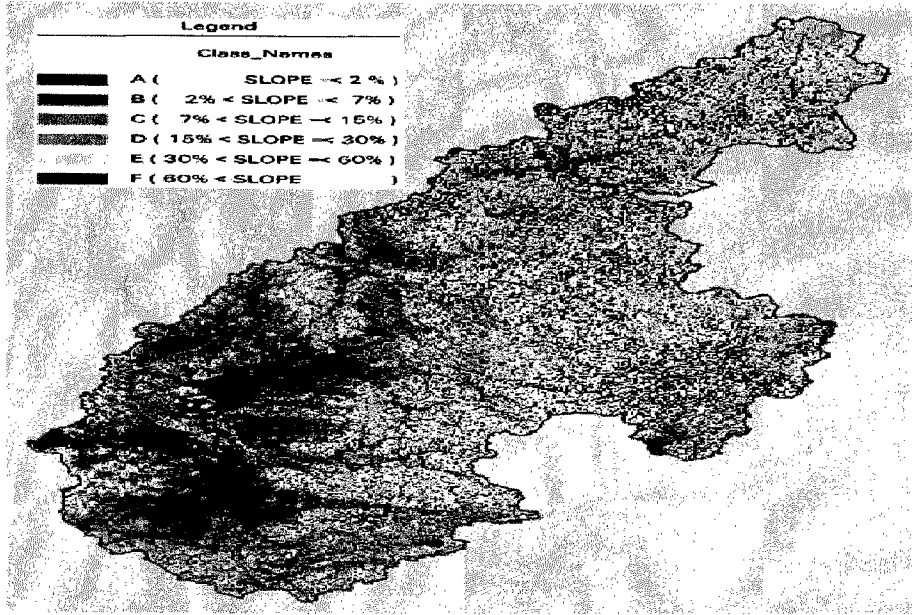 Legend
Class_Names
A ( SLOPE =< 2 % )
B ( 2% < SLOPE =< 7% )
C ( 7% < SLOPE =< 15% )
D ( 15% < SLOPE =< 30% )
E ( 30% < SLOPE =< 60% )
F ( 60% < SLOPE )